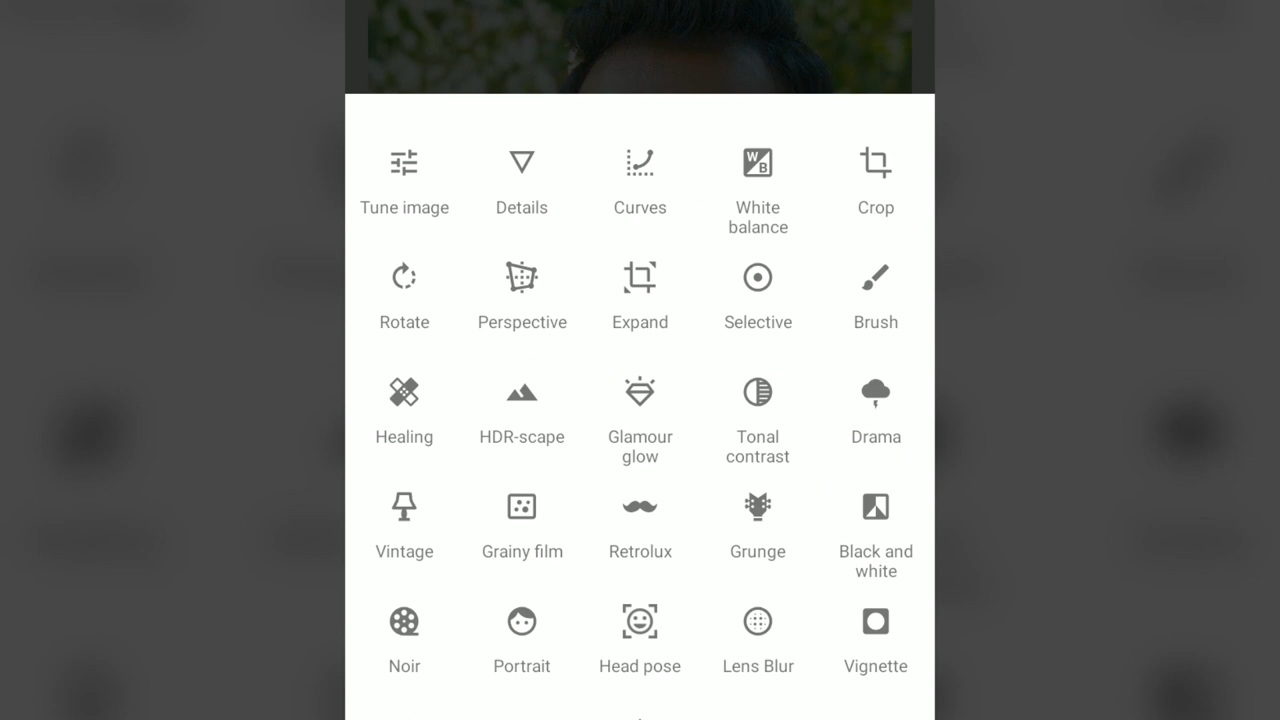 Tune image
Details
Curves
White
balance
Crop
Rotate
Perspective
Expand
Selective
Brush
Healing
HDR-scape
Glamour
glow
Tonal
contrast
Drama
Vintage
Grainy film
Retrolux
Grunge
Black and
white
Noir
Portrait
Head pose
Lens Blur
Vignette